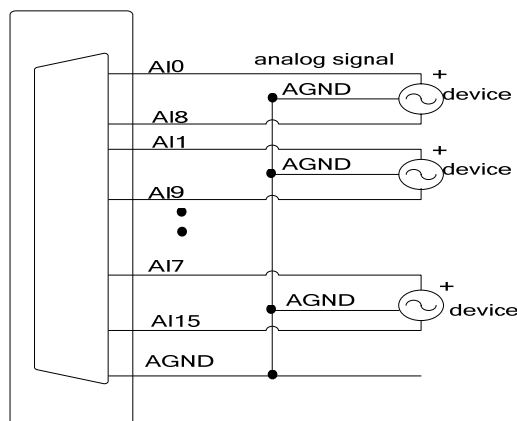 AI0 analog signal +
AGND device
AI8
AI1 +
AGND device
AI9
AI7 +
AGND device
AI15
AGND